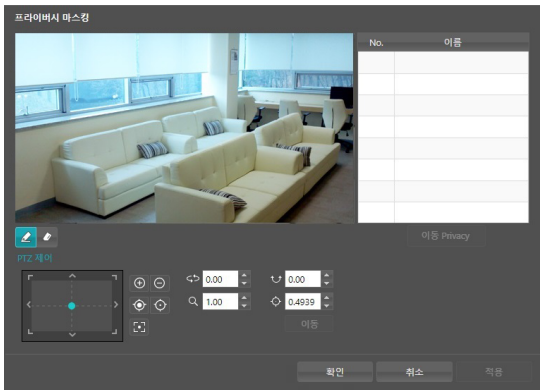 프라이버시 마스킹
No. 이름
이동 Privacy
PTZ 제어
0.00 0.00
1.00 0.4939
이동
확인 취소 적용